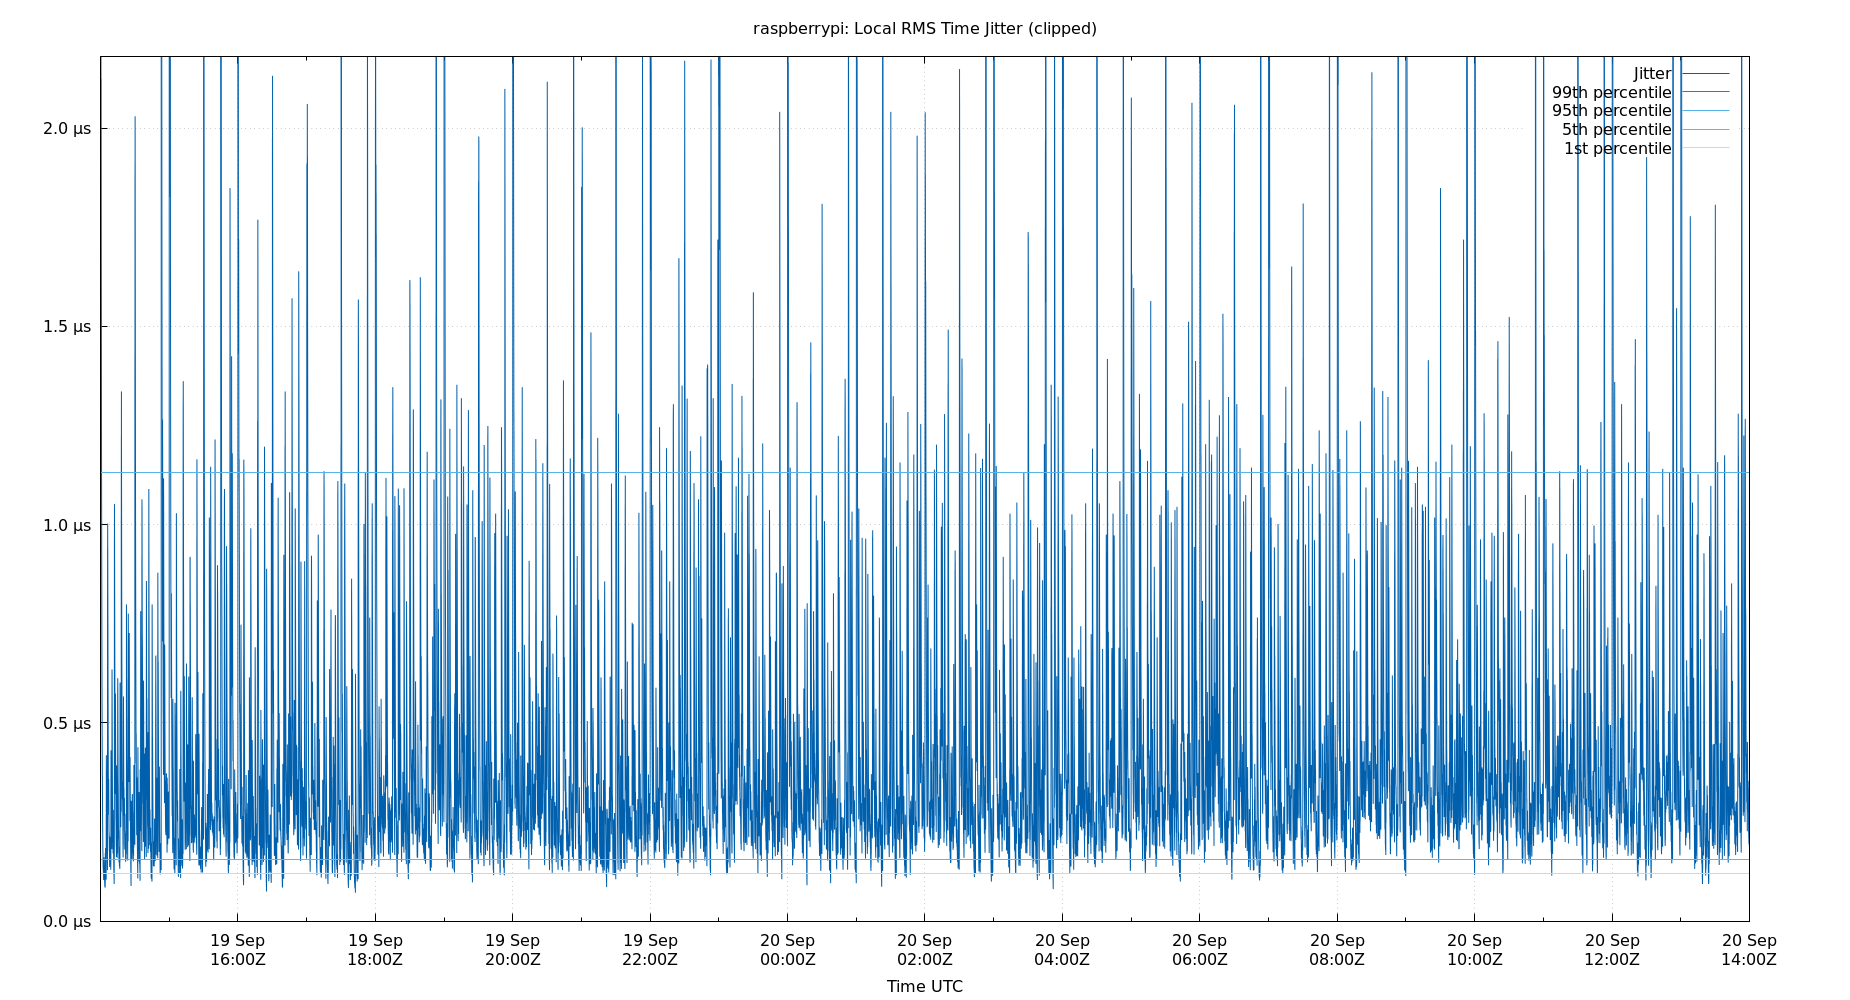 raspberrypi: Local RMS Time Jitter (clipped)
Jitter
99th percentile
95th percentile
5th percentile
1st percentile
2.0 µs
1.5 µs
1.0 µs
0.5 µs
0.0 µs
19 Sep 19 Sep 19 Sep 19 Sep 20 Sep 20 Sep 20 Sep 20 Sep 20 Sep 20 Sep 20 Sep 20 Sep
16:00Z 18:00Z 20:00Z 22:00Z 00:00Z 02:00Z 04:00Z 06:00Z 08:00Z 10:00Z 12:00Z 14:00Z
Time UTC